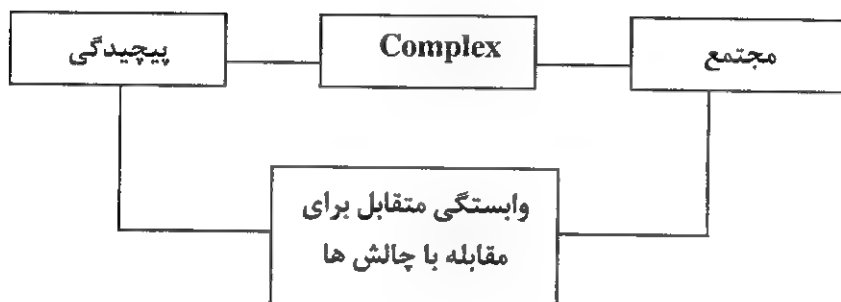 مجتمع
Complex
پیچیدگی
وابستگی متقابل برای
مقابله با چالش ها